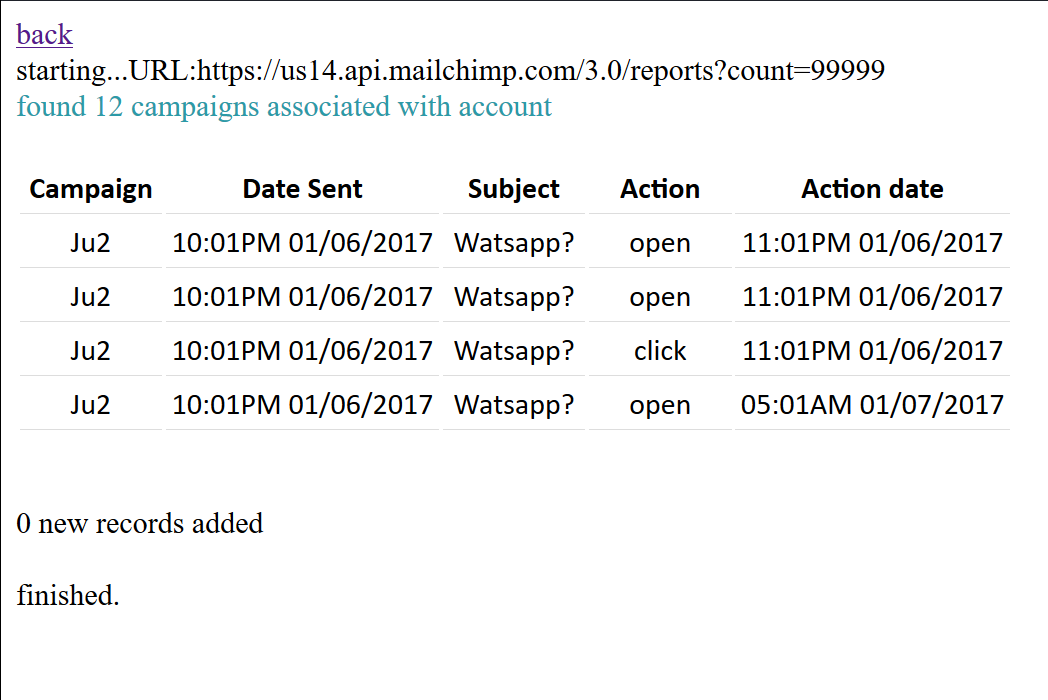 back
starting...URL:https://us14.api.mailchimp.com/3.0/reports?count=99999
found 12 campaigns associated with account
Campaign Date Sent Subject Action Action date
Ju2 10:01PM 01/06/2017 Watsapp? open 11:01PM 01/06/2017
Ju2 10:01PM 01/06/2017 Watsapp? open 11:01PM 01/06/2017
Ju2 10:01PM 01/06/2017 Watsapp? click 11:01PM 01/06/2017
Ju2 10:01PM 01/06/2017 Watsapp? open 05:01AM 01/07/2017
0 new records added
finished.